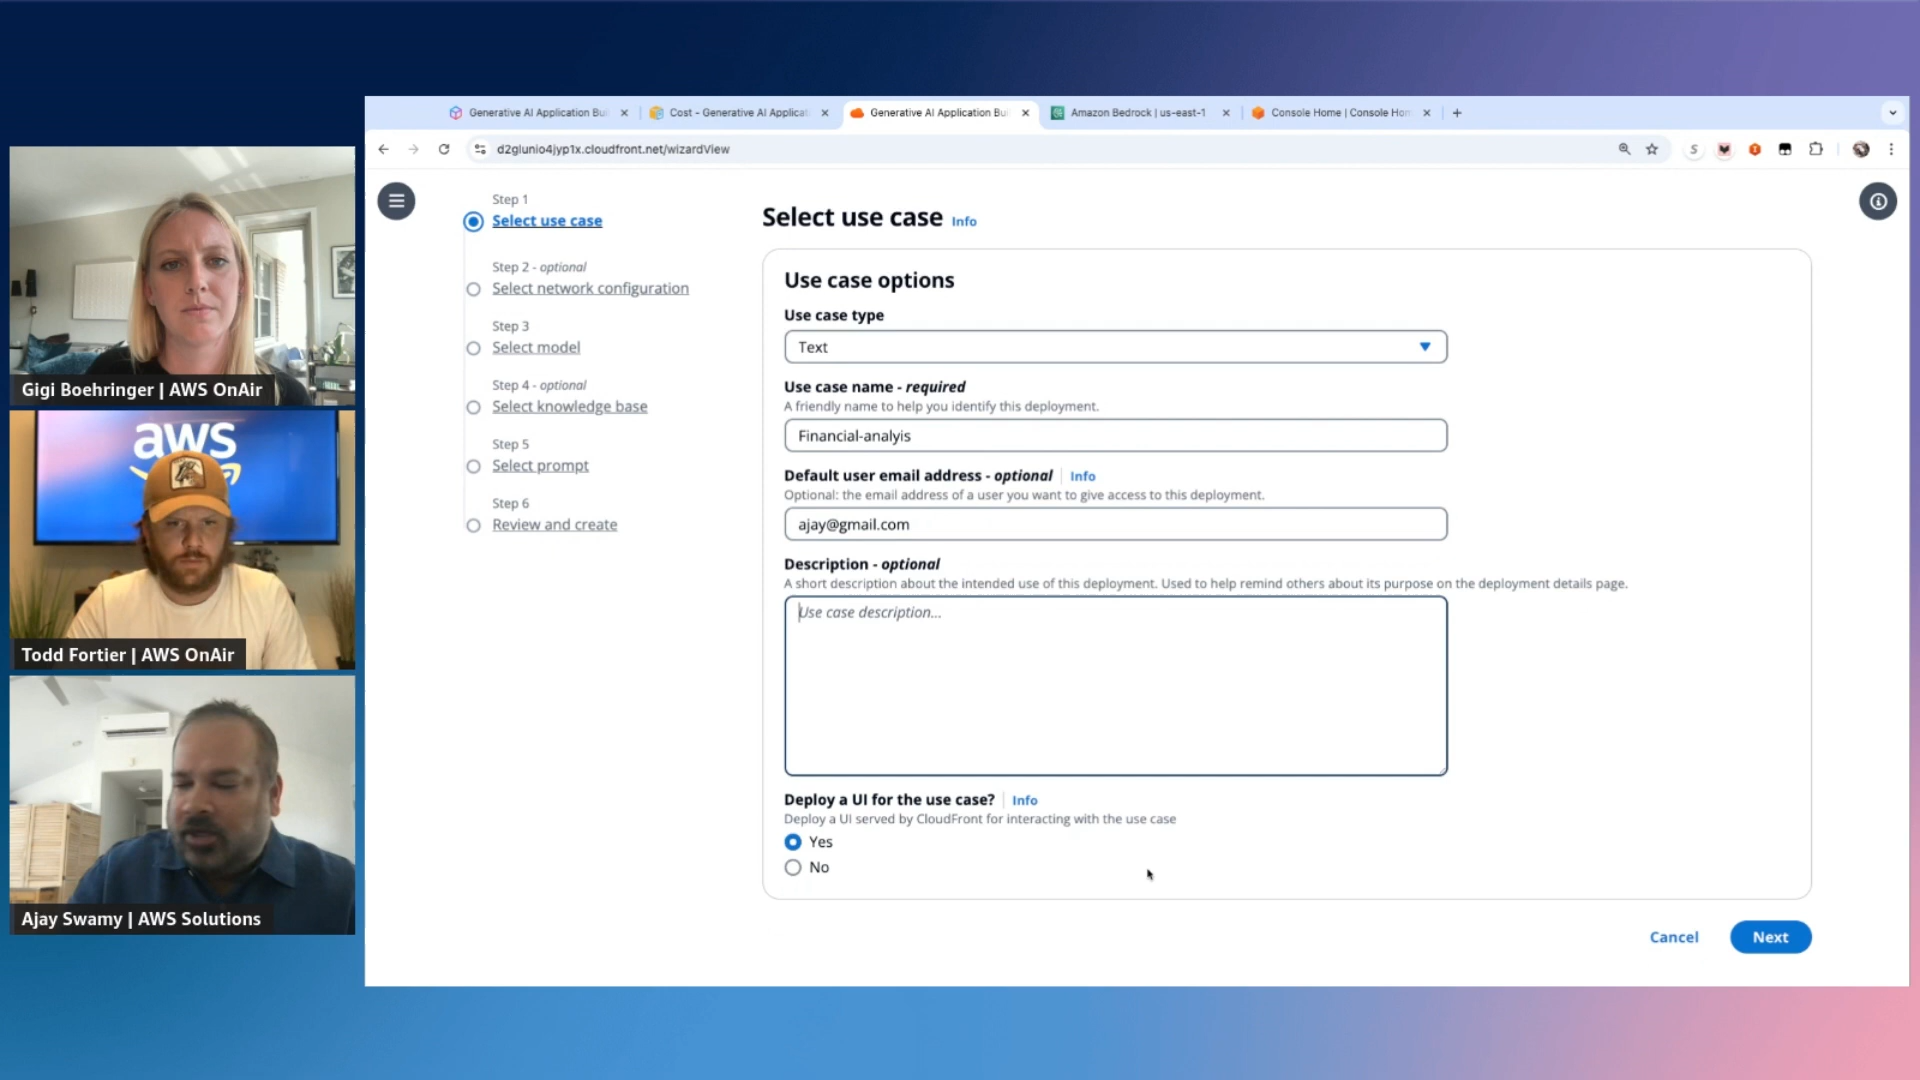 Generative AI Application Bui
Cost - Generative AI Applicat
Generative AI Application Bui
Amazon Bedrock | us-east-1
Console Home | Console Hom
d2glunio4jyp1x.cloudfront.net/wizardView
Step 1
Select use case
Step 2 - optional
Select network configuration
Step 3
Select model
Step 4 - optional
Select knowledge base
Step 5
Select prompt
Step 6
Review and create
Select use case Info
Use case options
Use case type
Text
Use case name - required
A friendly name to help you identify this deployment.
Financial-analyis
Default user email address - optional Info
Optional: the email address of a user you want to give access to this deployment.
ajay@gmail.com
Description - optional
A short description about the intended use of this deployment. Used to help remind others about its purpose on the deployment details page.
Use case description...
Deploy a UI for the use case? Info
Deploy a UI served by CloudFront for interacting with the use case
Yes
No
Cancel
Next
Gigi Boehringer | AWS OnAir
aws
Todd Fortier | AWS OnAir
Ajay Swamy | AWS Solutions